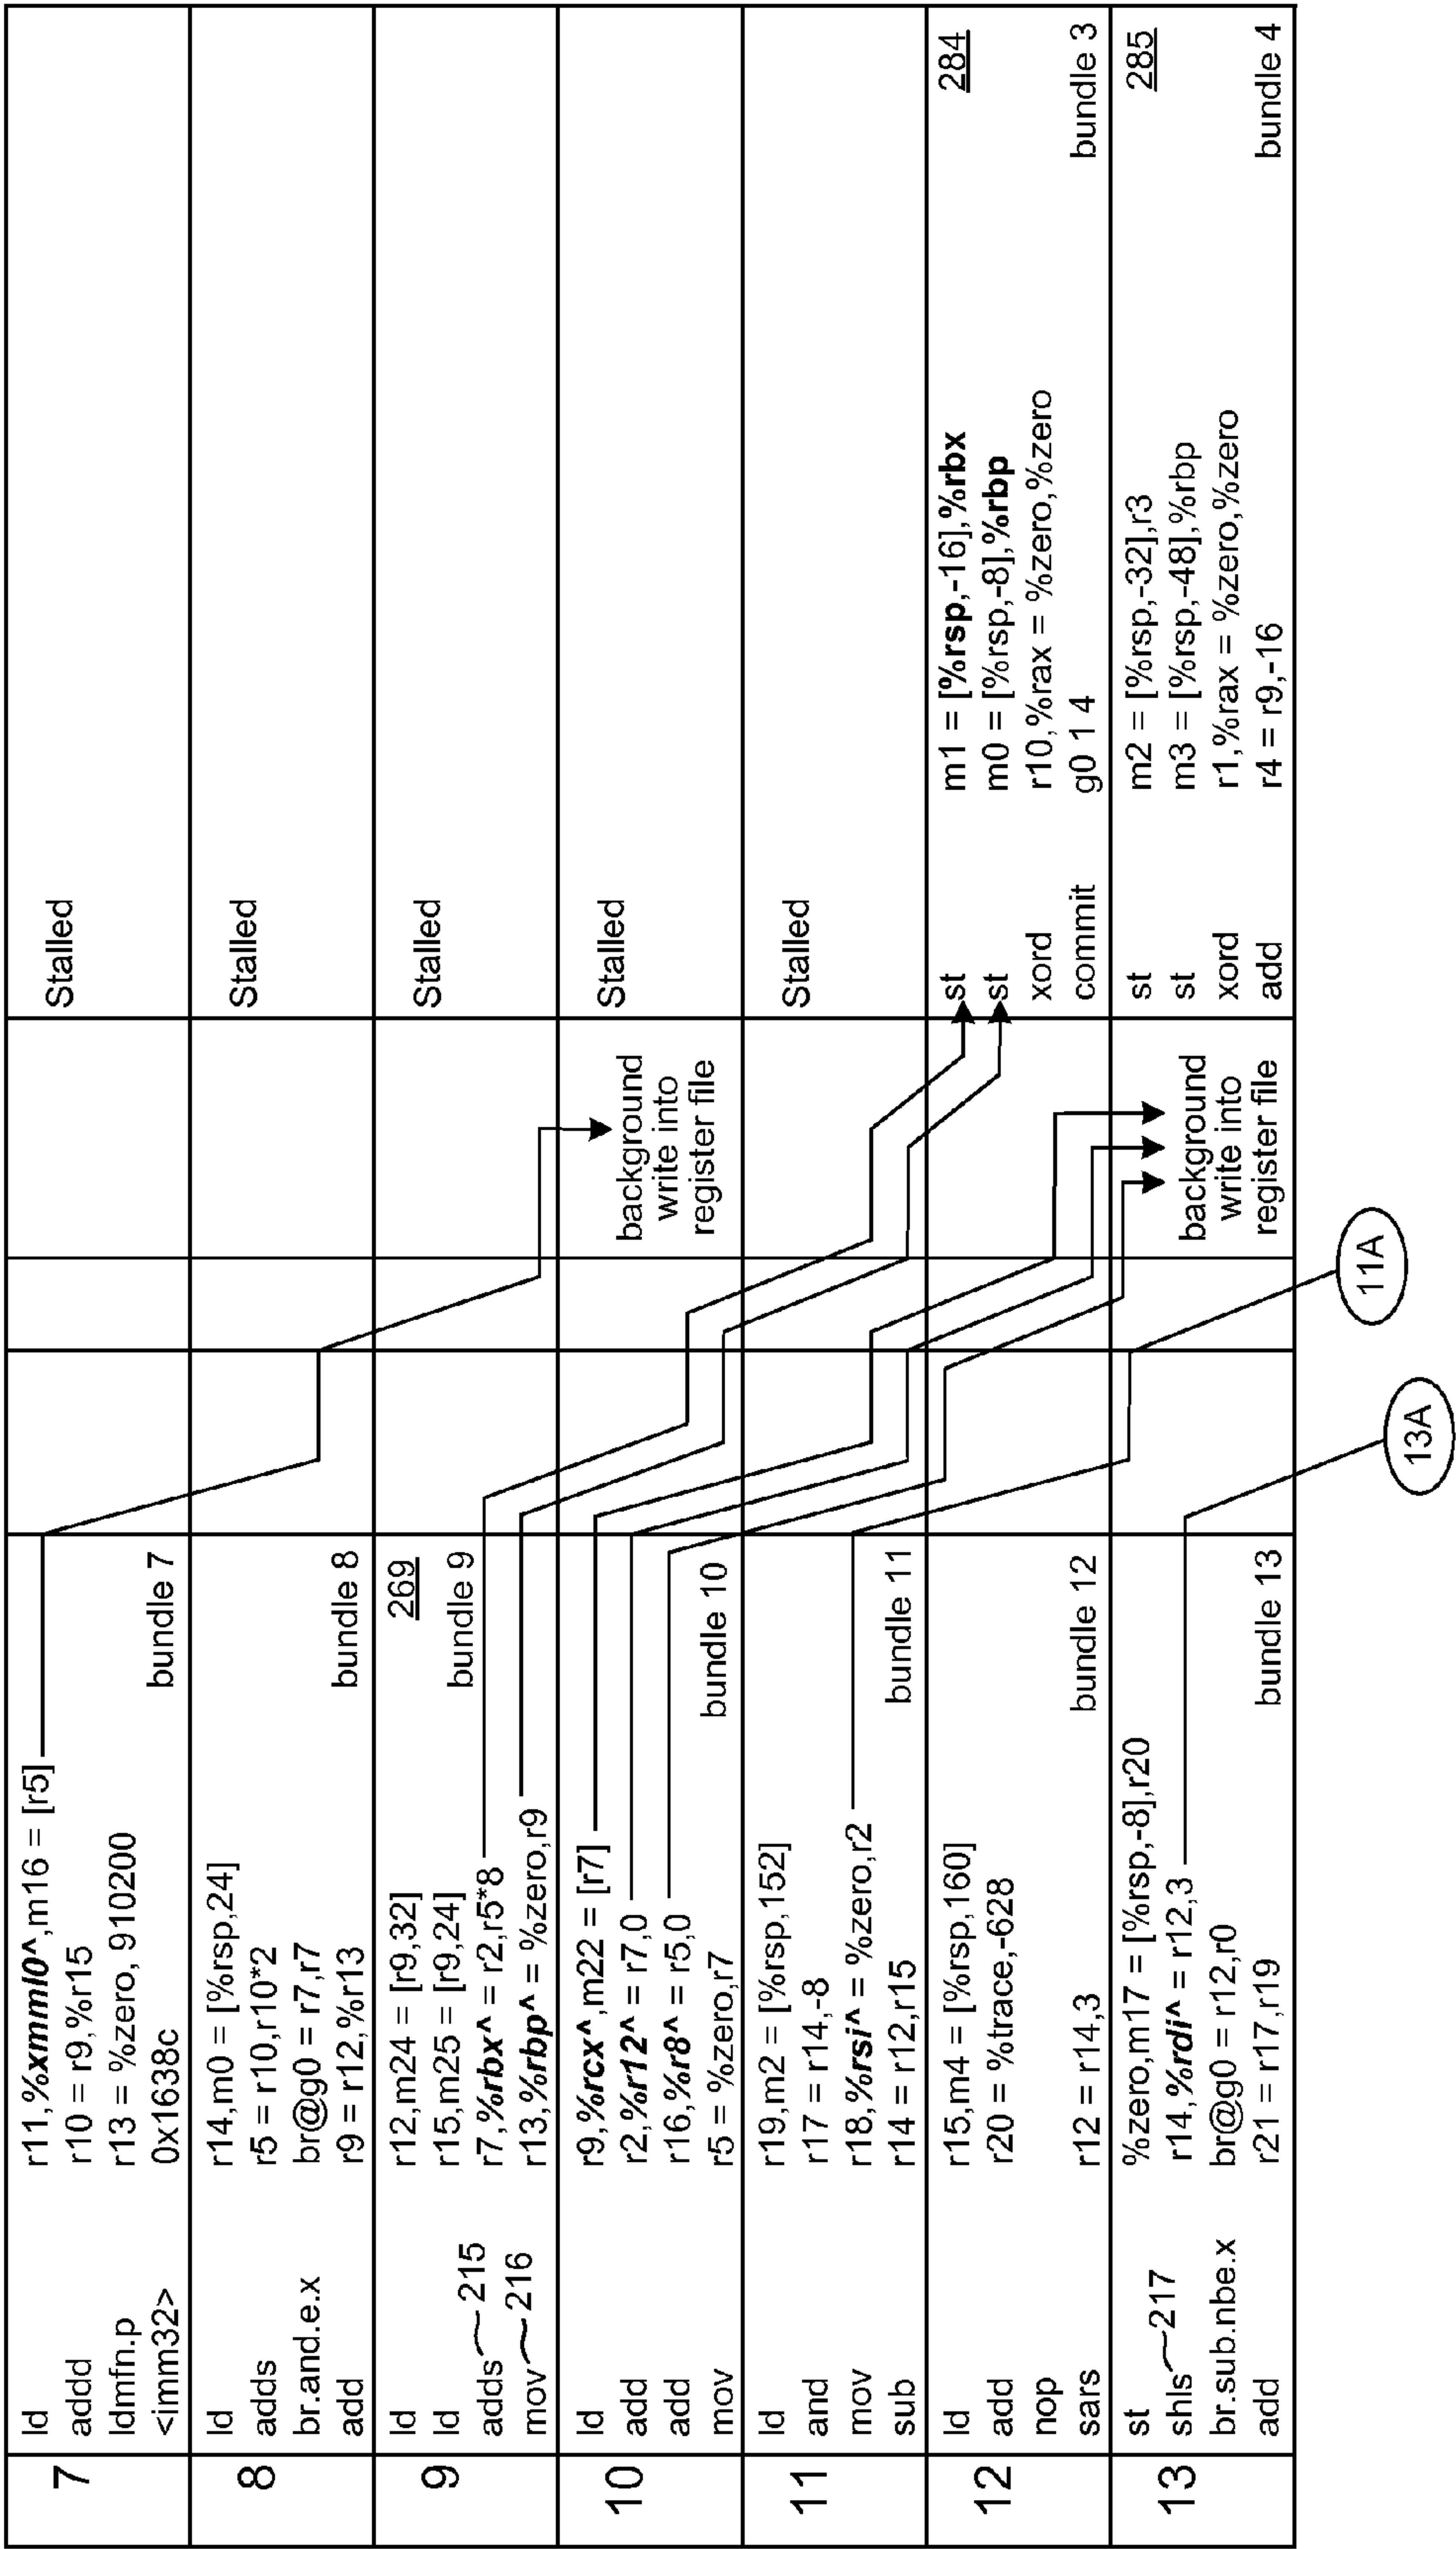 7
ld r11,%xmml0^,m16 = [r5]
addd r10 = r9,%r15
ldmfn.p r13 = %zero, 910200
<imm32> 0x1638c
bundle 7
Stalled
8
ld r14,m0 = [%rsp,24]
adds r5 = r10,r10*2
br.and.e.x br@g0 = r7,r7
add r9 = r12,%r13
bundle 8
Stalled
9
ld r12,m24 = [r9,32]
269
ld r15,m25 = [r9,24]
bundle 9
adds 215 r7,%rbx^ = r2,r5*8
mov 216 r13,%rbp^ = %zero,r9
Stalled
10
ld r9,%rcx^,m22 = [r7]
add r2,%r12^ = r7,0
add r16,%r8^ = r5,0
mov r5 = %zero,r7
bundle 10
background
write into
register file
Stalled
11
ld r19,m2 = [%rsp,152]
and r17 = r14,-8
mov r18,%rsi^ = %zero,r2
sub r14 = r12,r15
bundle 11
Stalled
12
ld r15,m4 = [%rsp,160]
add r20 = %trace,-628
nop
sars r12 = r14,3
bundle 12
st m1 = [%rsp,-16],%rbx
284
st m0 = [%rsp,-8],%rbp
xord r10,%rax = %zero,%zero
commit g0 1 4
bundle 3
13
st %zero,m17 = [%rsp,-8],r20
shls 217 r14,%rdi^ = r12,3
br.sub.nbe.x br@g0 = r12,r0
add r21 = r17,r19
bundle 13
background
write into
register file
st m2 = [%rsp,-32],r3
285
st m3 = [%rsp,-48],%rbp
xord r1,%rax = %zero,%zero
add r4 = r9,-16
bundle 4
13A
11A